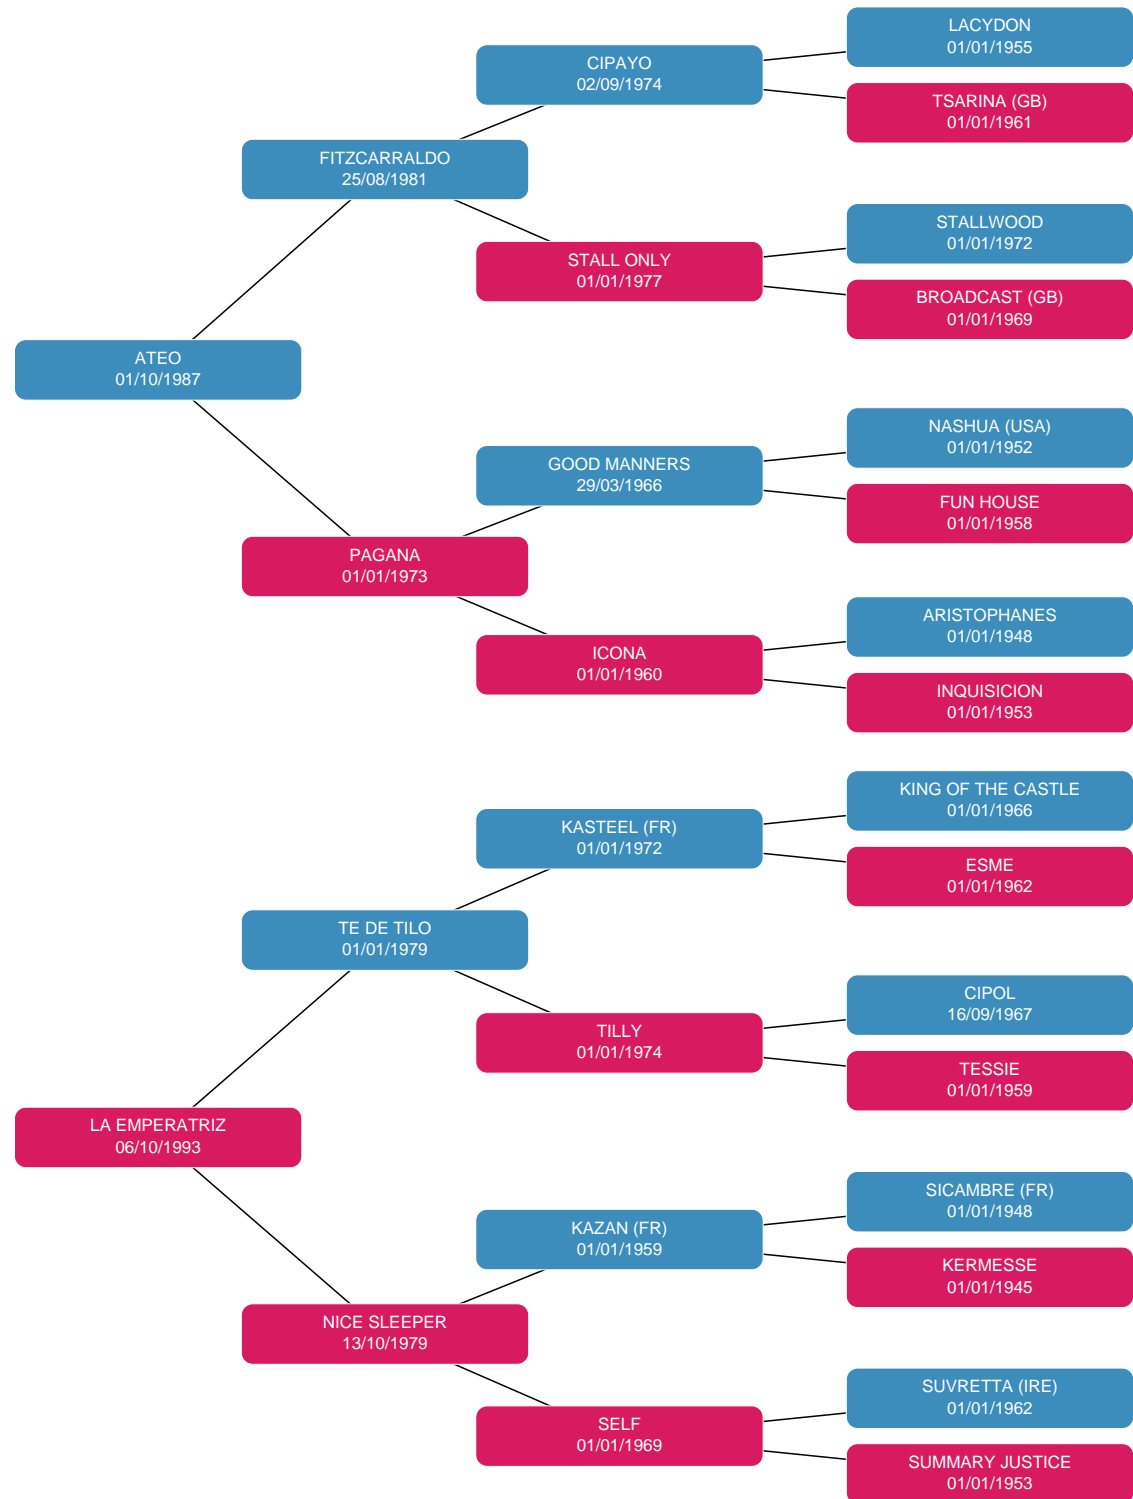 LACYDON
01/01/1955
CIPAYO
02/09/1974
TSARINA (GB)
01/01/1961
FITZCARRALDO
25/08/1981
STALLWOOD
01/01/1972
STALL ONLY
01/01/1977
BROADCAST (GB)
01/01/1969
ATEO
01/10/1987
NASHUA (USA)
01/01/1952
GOOD MANNERS
29/03/1966
FUN HOUSE
01/01/1958
PAGANA
01/01/1973
ARISTOPHANES
01/01/1948
ICONA
01/01/1960
INQUISICION
01/01/1953
KING OF THE CASTLE
01/01/1966
KASTEEL (FR)
01/01/1972
ESME
01/01/1962
TE DE TILO
01/01/1979
CIPOL
16/09/1967
TILLY
01/01/1974
TESSIE
01/01/1959
LA EMPERATRIZ
06/10/1993
SICAMBRE (FR)
01/01/1948
KAZAN (FR)
01/01/1959
KERMESSE
01/01/1945
NICE SLEEPER
13/10/1979
SUVRETTA (IRE)
01/01/1962
SELF
01/01/1969
SUMMARY JUSTICE
01/01/1953